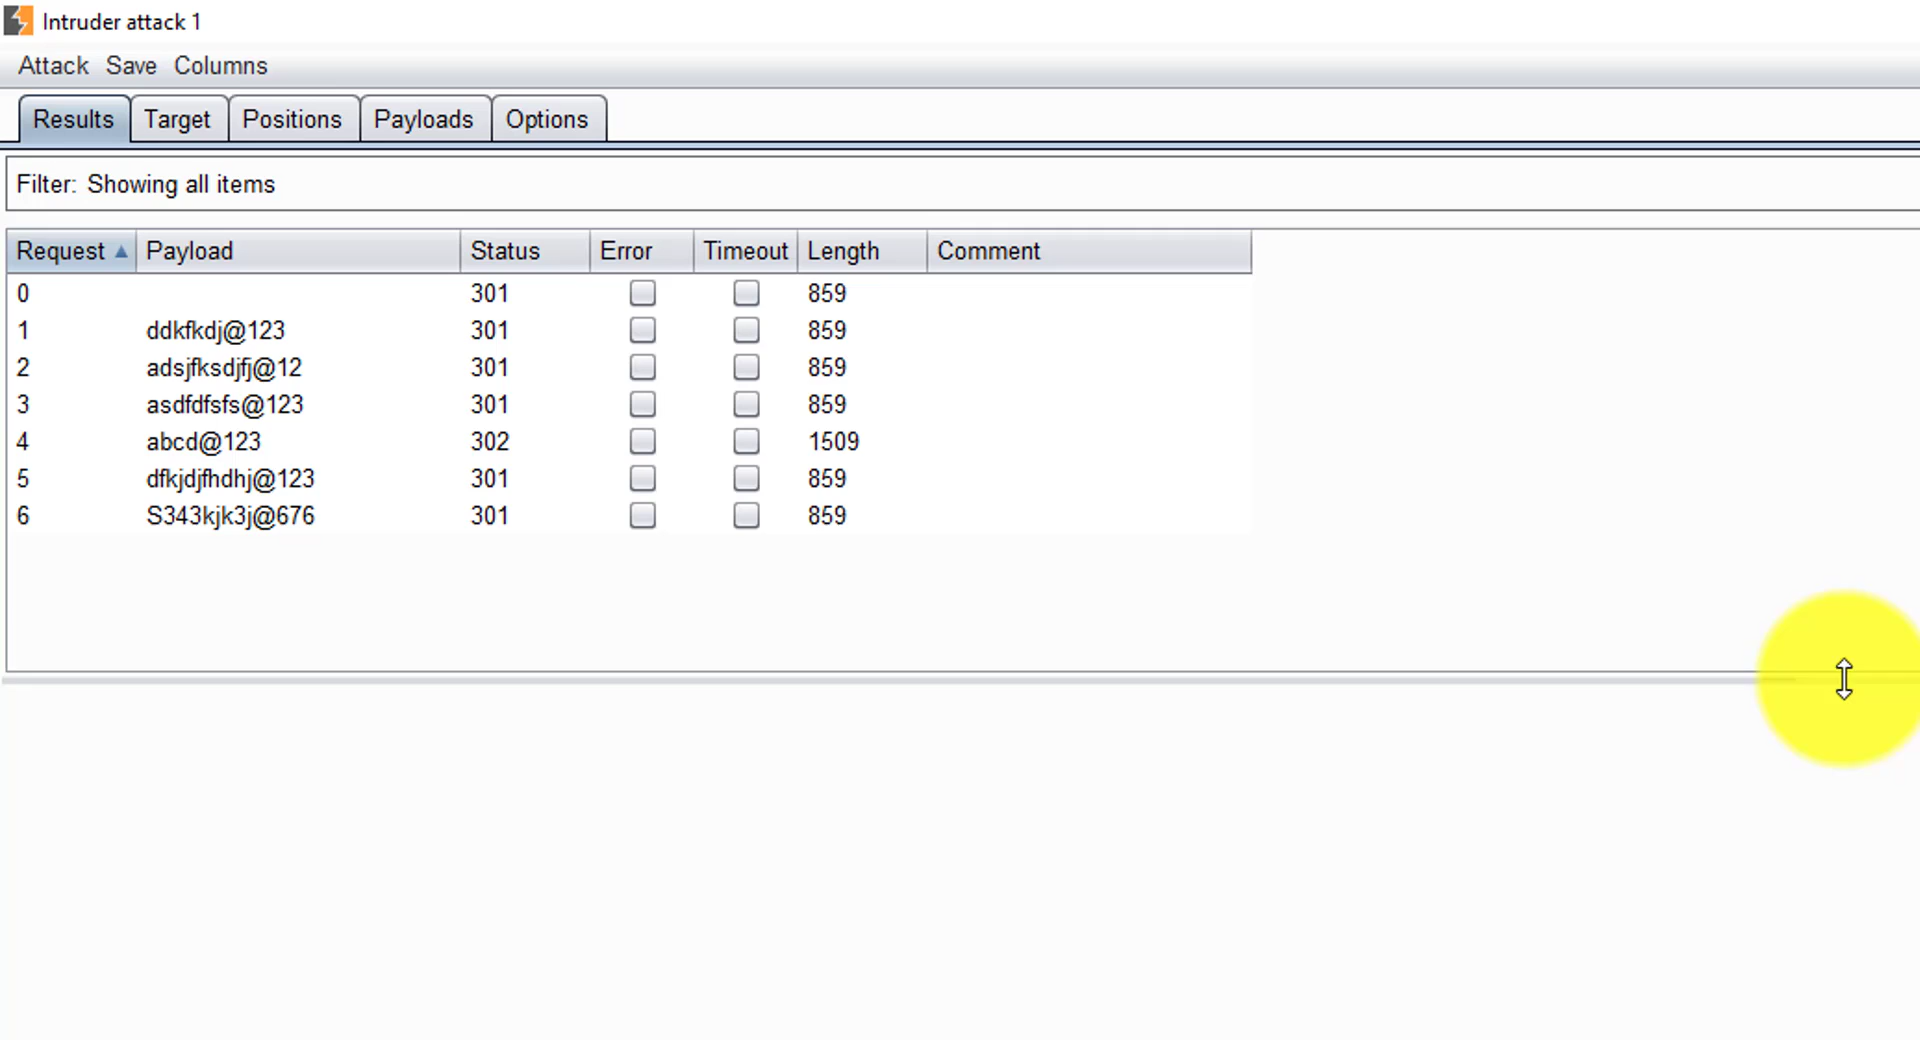 Intruder attack 1
Attack Save Columns
Results Target Positions Payloads Options
Filter: Showing all items
Request Payload Status Error Timeout Length Comment
0 301 859
1 ddkfkdj@123 301 859
2 adsjfksdjfj@12 301 859
3 asdfdfsfs@123 301 859
4 abcd@123 302 1509
5 dfkjdjfhdhj@123 301 859
6 S343kjk3j@676 301 859